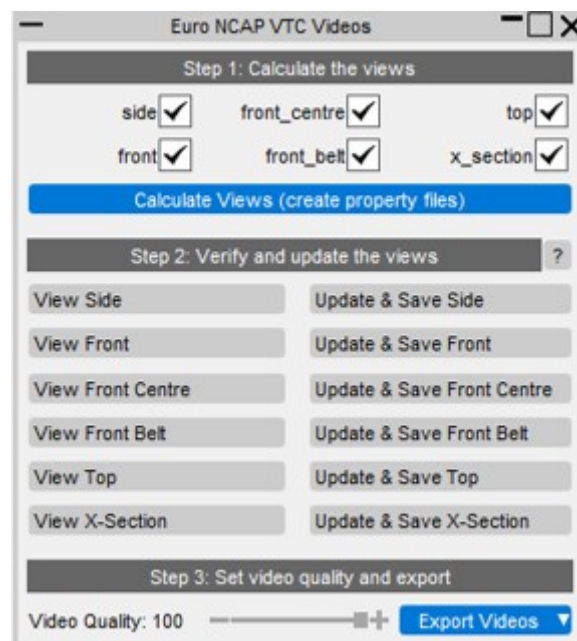 Euro NCAP VTC Videos
Step 1: Calculate the views
side front_centre top
front front_belt x_section
Calculate Views (create property files)
Step 2: Verify and update the views ?
View Side Update & Save Side
View Front Update & Save Front
View Front Centre Update & Save Front Centre
View Front Belt Update & Save Front Belt
View Top Update & Save Top
View X-Section Update & Save X-Section
Step 3: Set video quality and export
Video Quality: 100 Export Videos